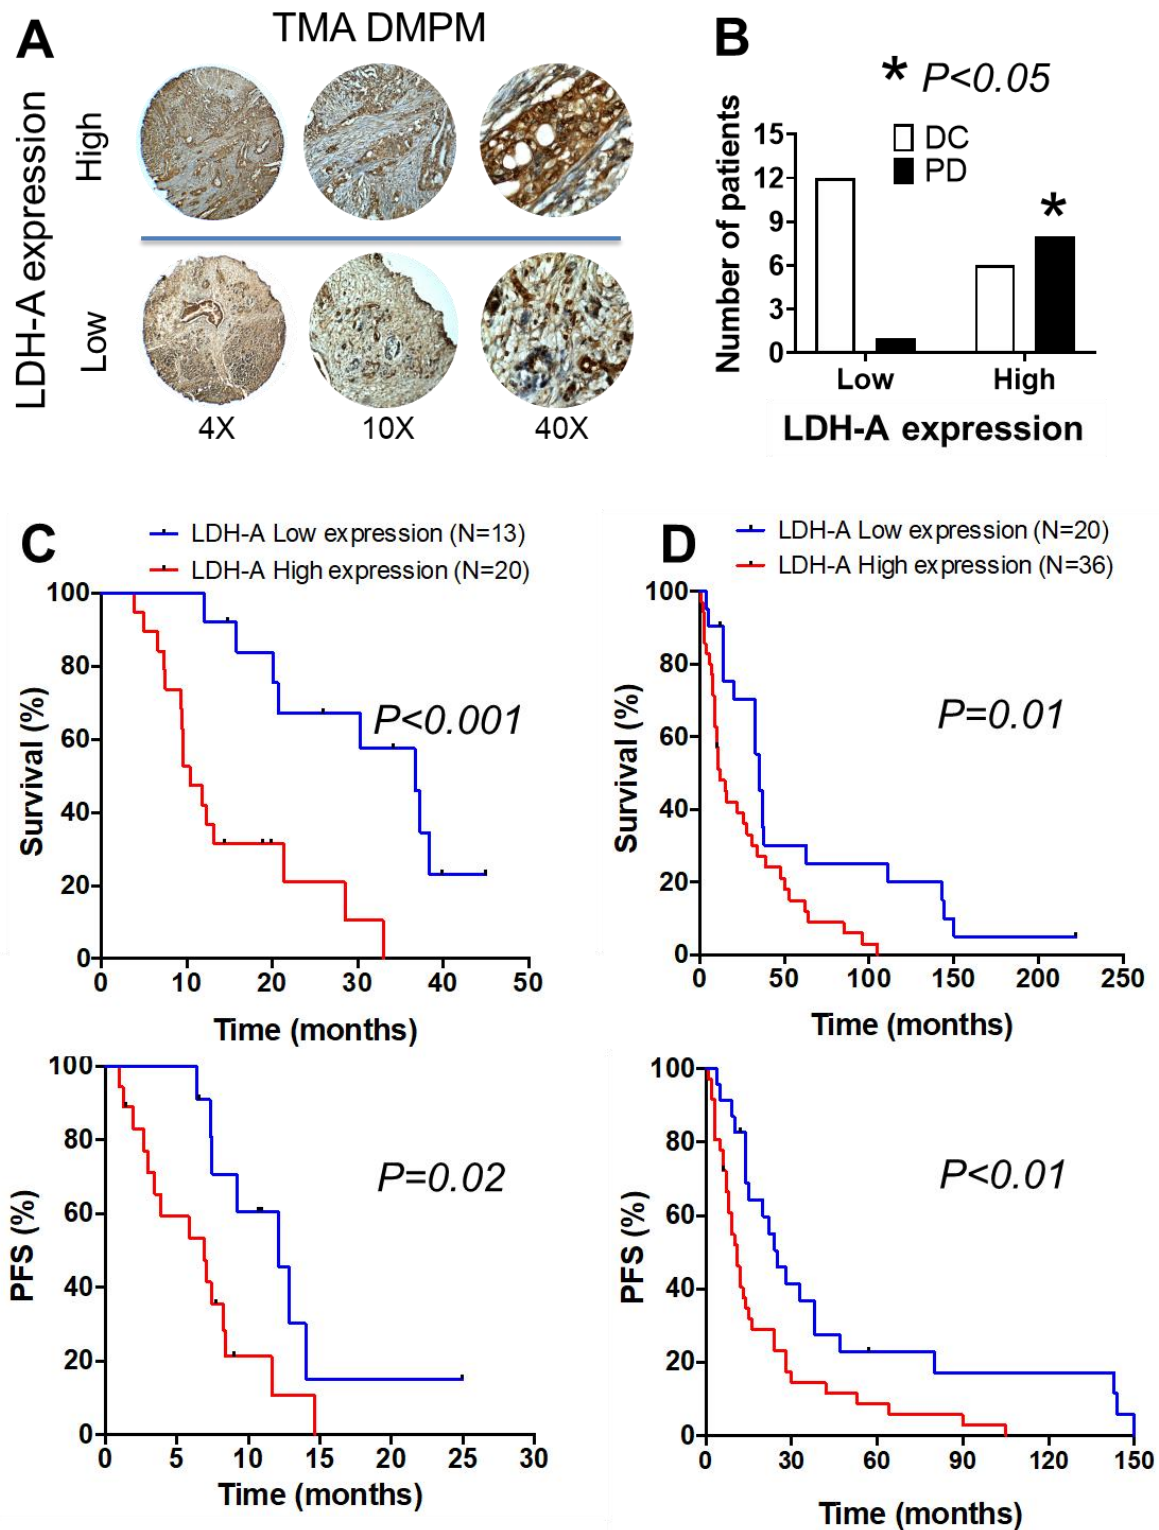 A
TMA DMPM
LDH-A expression
High
Low
4X 10X 40X
B
* P<0.05
Number of patients
15
12
9
6
3
0
DC
PD
*
Low High
LDH-A expression
C
LDH-A Low expression (N=13)
LDH-A High expression (N=20)
Survival (%)
100
80
60
40
20
0
P<0.001
0 10 20 30 40 50
Time (months)
D
LDH-A Low expression (N=20)
LDH-A High expression (N=36)
Survival (%)
100
80
60
40
20
0
P=0.01
0 50 100 150 200 250
Time (months)
PFS (%)
100
80
60
40
20
0
P=0.02
0 5 10 15 20 25 30
Time (months)
PFS (%)
100
80
60
40
20
0
P<0.01
0 30 60 90 120 150
Time (months)